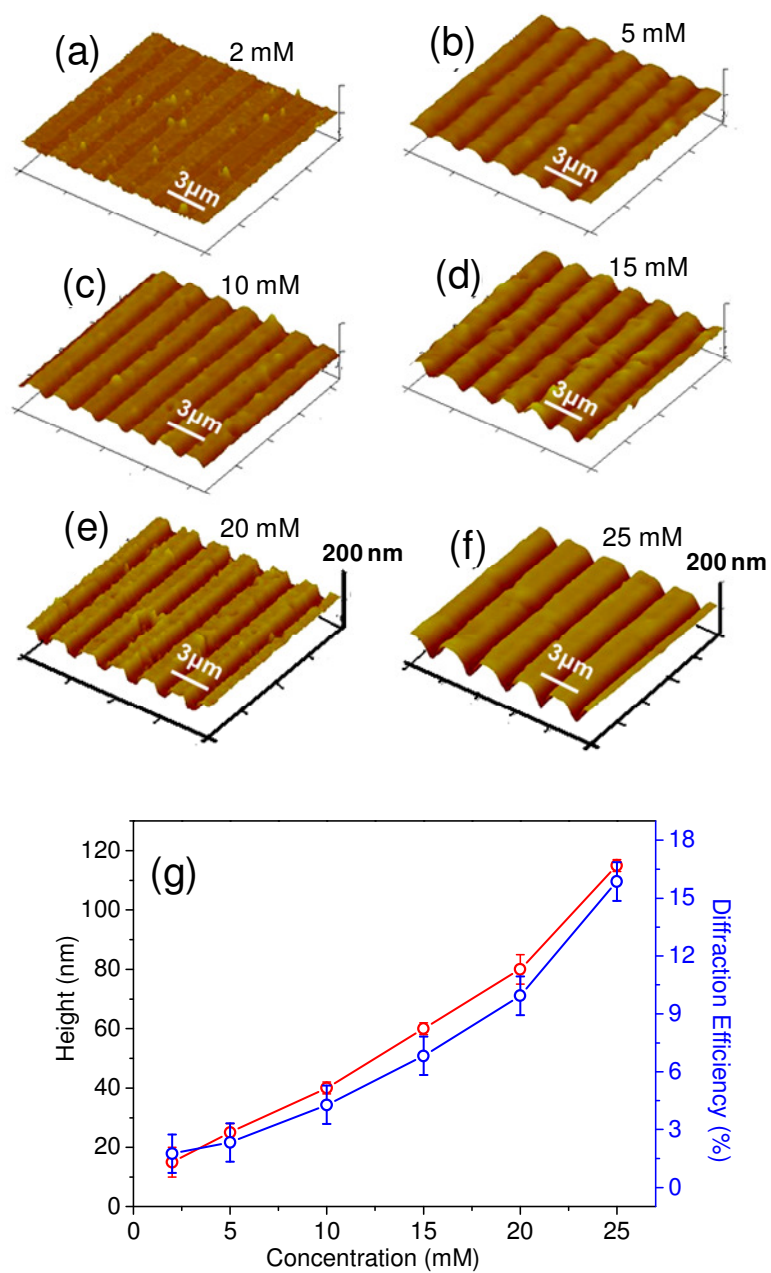 (a) 2 mM
3µm
(b) 5 mM
3µm
(c) 10 mM
3µm
(d) 15 mM
3µm
(e) 20 mM
200 nm
3µm
(f) 25 mM
200 nm
3µm
(g)
Height (nm)
120
100
80
60
40
20
0
18
15
12
9
6
3
0
Diffraction Efficiency (%)
0 5 10 15 20 25
Concentration (mM)